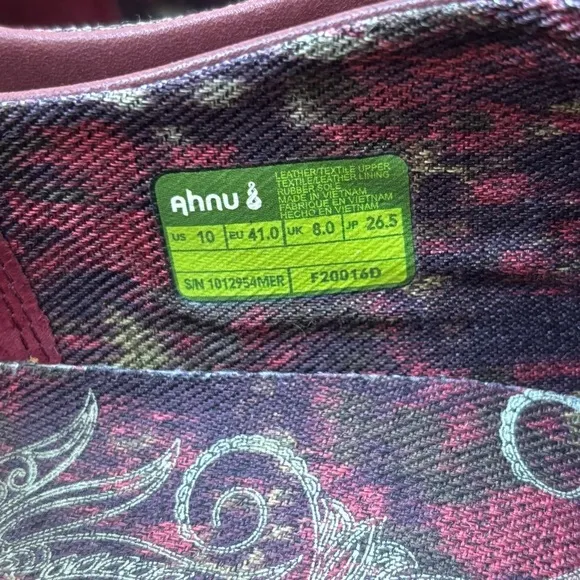 Ahnu
LEATHER/TEXTILE UPPER
TEXTILE/LEATHER LINING
RUBBER SOLE
MADE IN VIETNAM
FABRIQUE EN VIETNAM
HECHO EN VIETNAM
US 10 EU 41.0 UK 8.0 JP 26.5
S/N 1012954MER F20016D